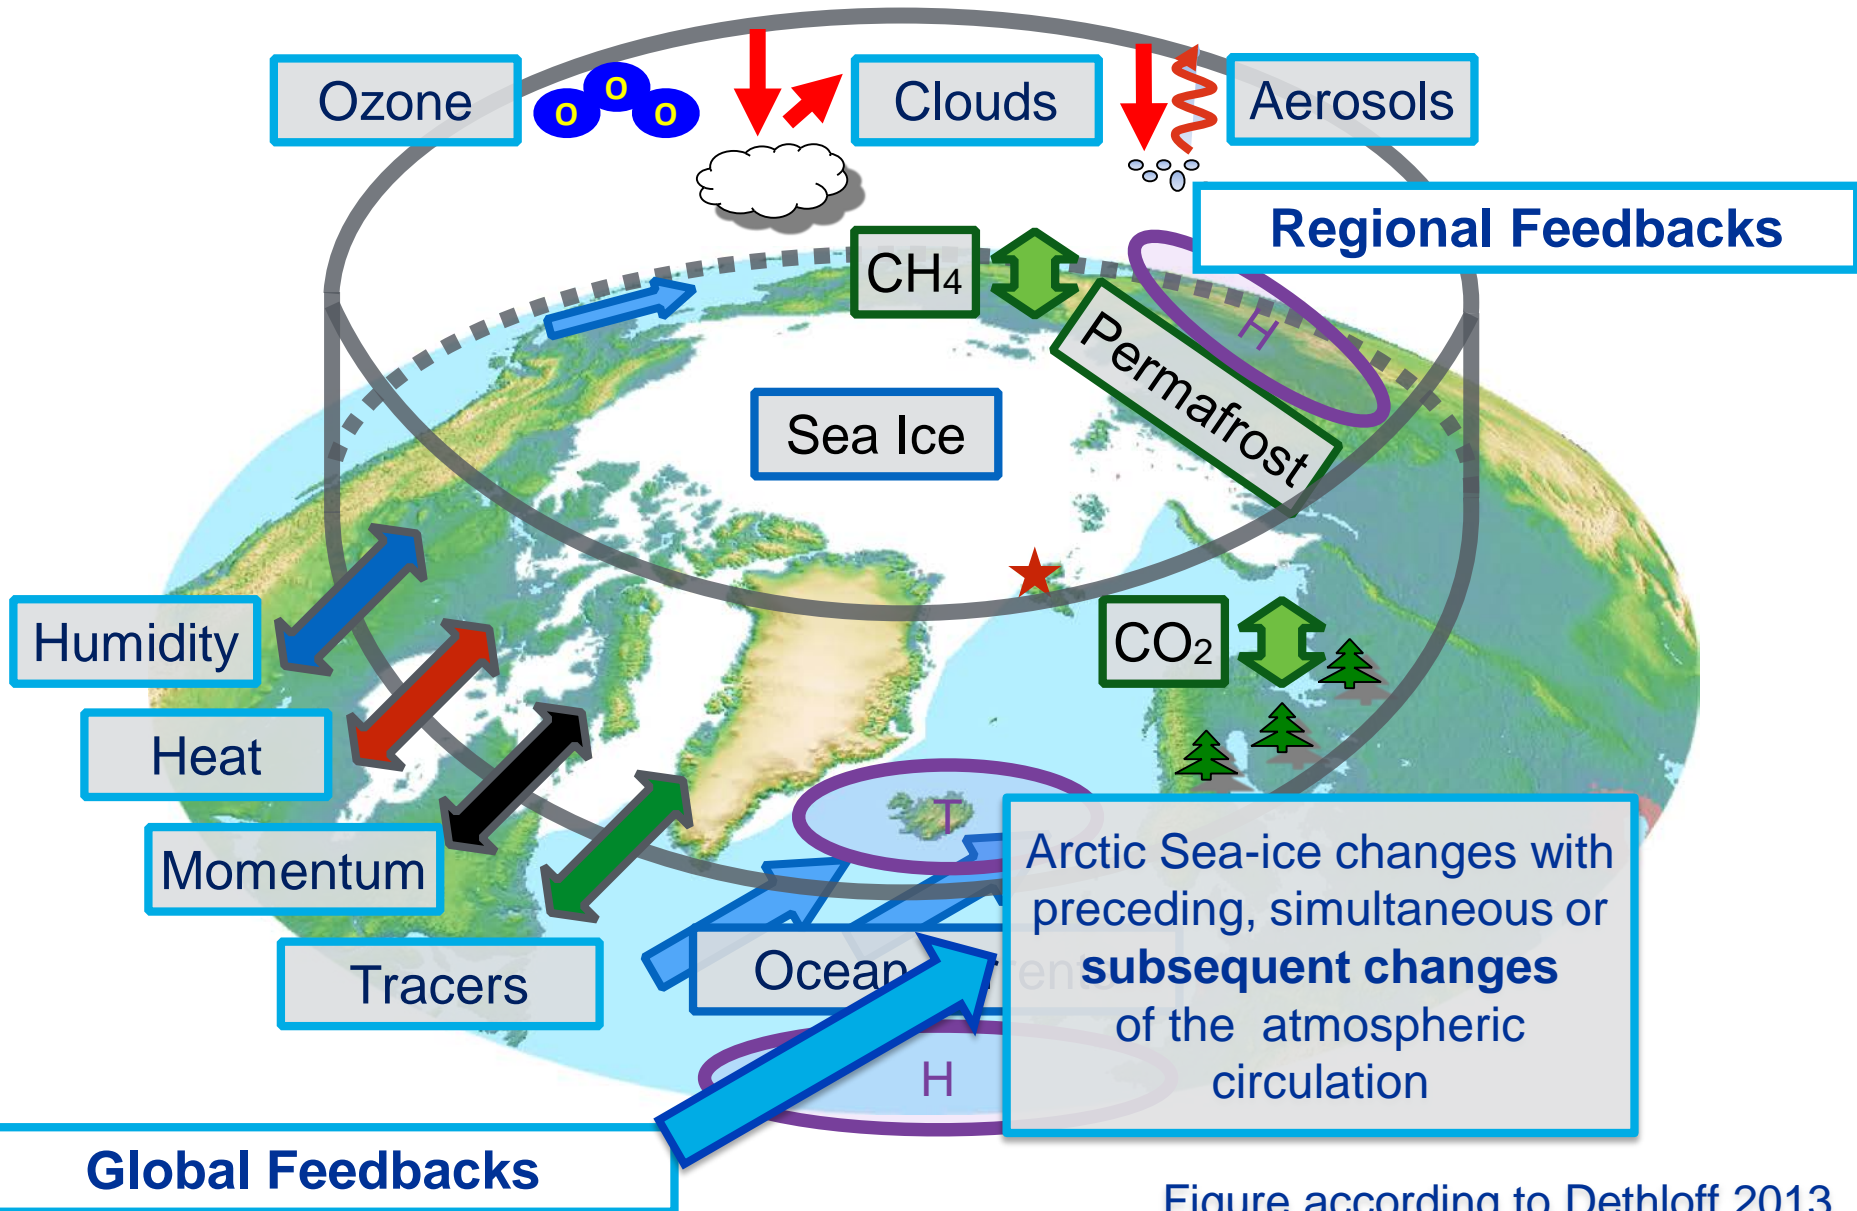 Ozone
O
O
O
Clouds
Aerosols
Regional Feedbacks
CH4
H
Permafrost
Sea Ice
Humidity
CO2
Heat
Momentum
T
Tracers
Ocean
Arctic Sea-ice changes with
preceding, simultaneous or
subsequent changes
of the atmospheric
circulation
H
Global Feedbacks
Figure according to Dethloff 2013